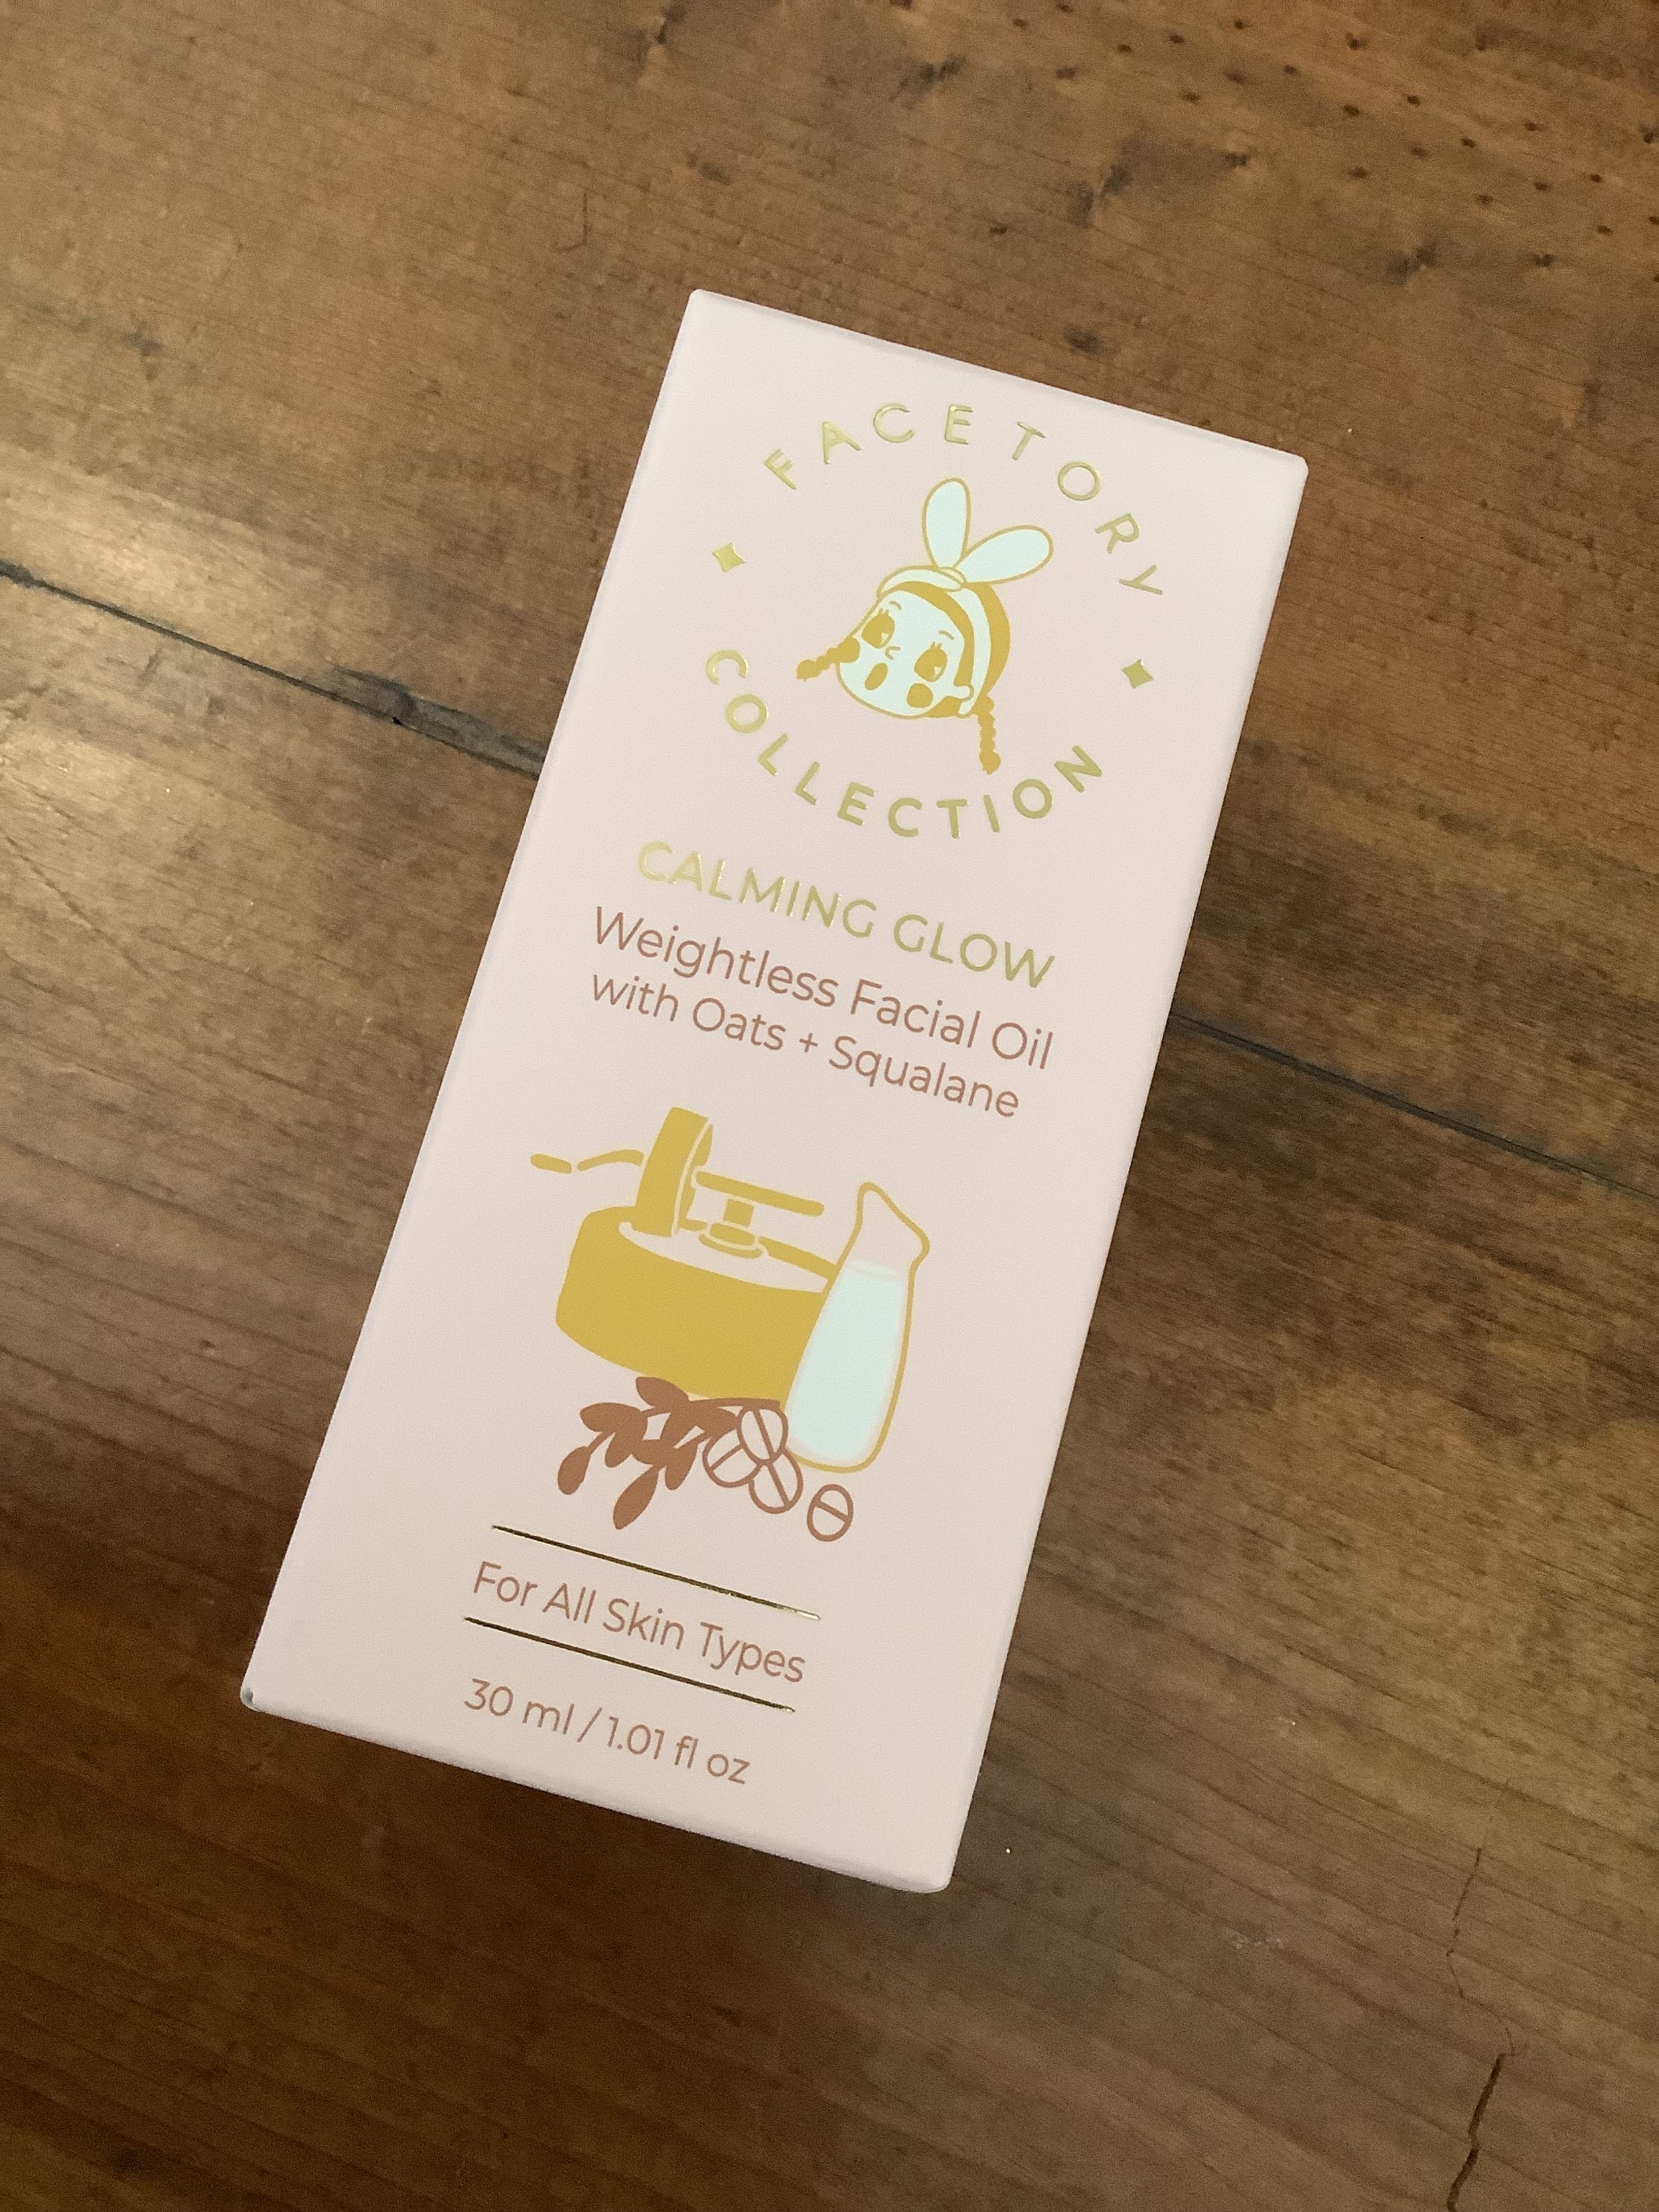 FACETORY
COLLECTION
CALMING GLOW
Weightless Facial Oil
with Oats + Squalane
For All Skin Types
30 ml / 1.01 fl oz